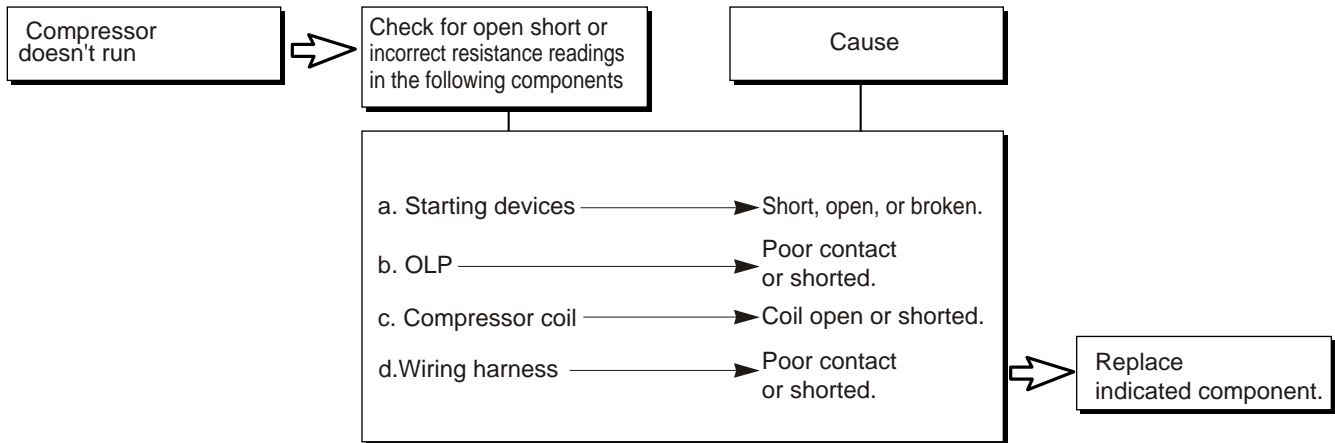 Compressor
doesn't run
Check for open short or
incorrect resistance readings
in the following components
Cause
a. Starting devices
Short, open, or broken.
b. OLP
Poor contact
or shorted.
c. Compressor coil
Coil open or shorted.
d.Wiring harness
Poor contact
or shorted.
Replace
indicated component.